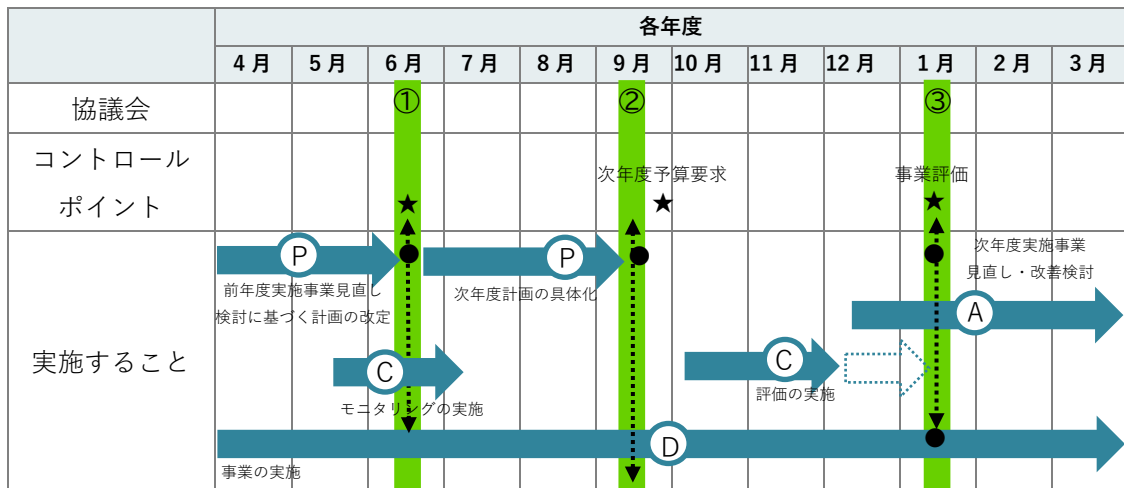 各年度
4月 5月 6月 7月 8月 9月 10月 11月 12月 1月 2月 3月
協議会
① ② ③
コントロール
ポイント
次年度予算要求
事業評価
★ ★ ★
実施すること
P
前年度実施事業見直し
検討に基づく計画の改定
P
次年度計画の具体化
次年度実施事業
見直し・改善検討
A
C
モニタリングの実施
C
評価の実施
D
事業の実施